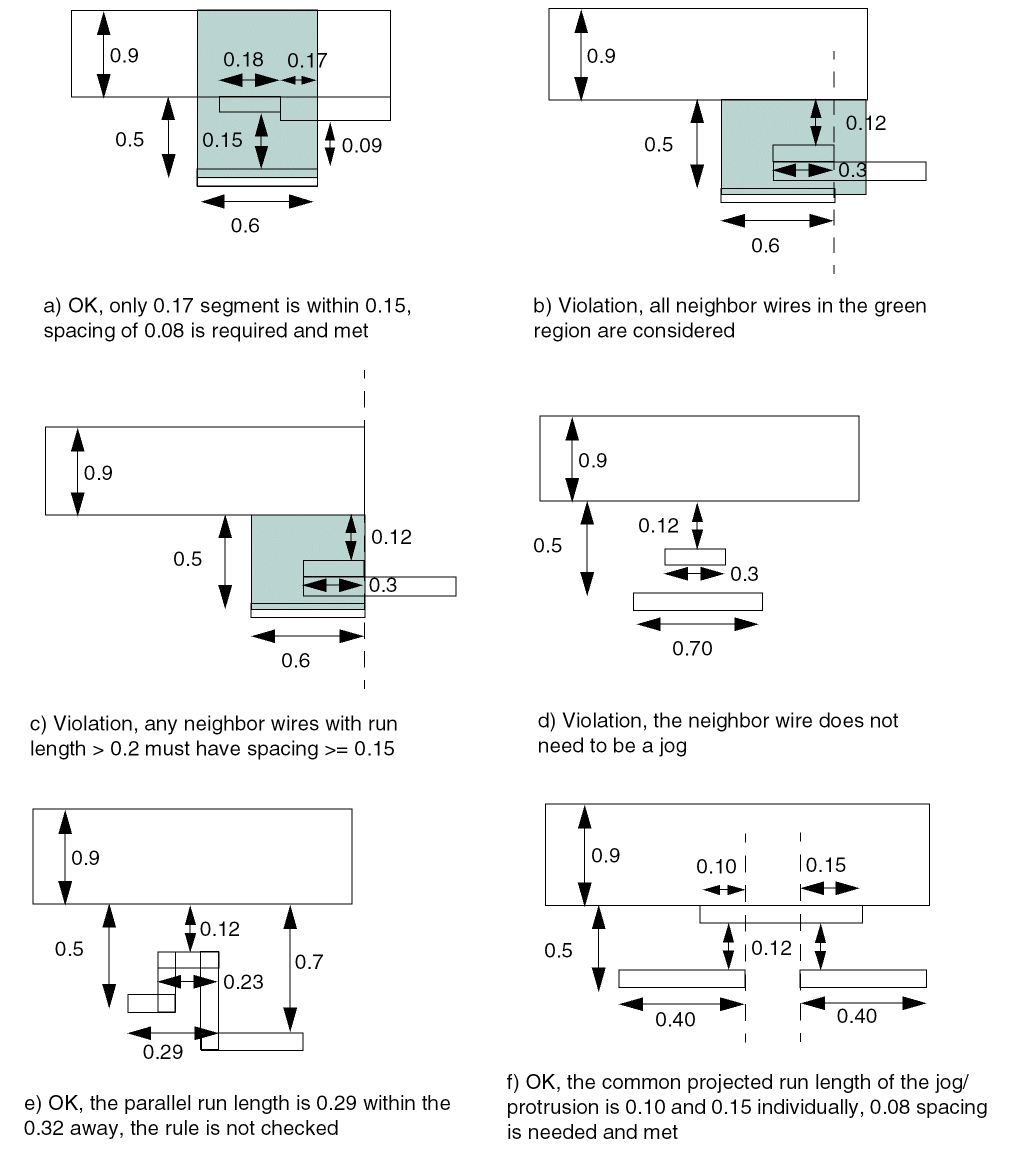 0.9
0.18
0.17
0.5
0.15
0.09
0.6
a) OK, only 0.17 segment is within 0.15,
spacing of 0.08 is required and met
0.9
0.12
0.5
0.3
0.6
b) Violation, all neighbor wires in the green
region are considered
0.9
0.12
0.5
0.3
0.6
c) Violation, any neighbor wires with run
length > 0.2 must have spacing >= 0.15
0.9
0.12
0.5
0.3
0.70
d) Violation, the neighbor wire does not
need to be a jog
0.9
0.12
0.5
0.7
0.23
0.29
e) OK, the parallel run length is 0.29 within the
0.32 away, the rule is not checked
0.9
0.10
0.15
0.5
0.12
0.40
0.40
f) OK, the common projected run length of the jog/
protrusion is 0.10 and 0.15 individually, 0.08 spacing
is needed and met